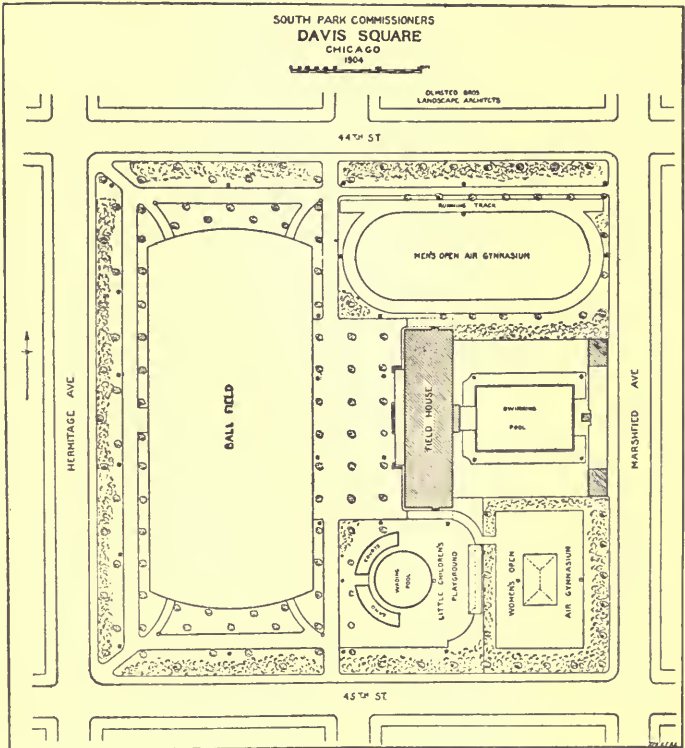 SOUTH PARK COMMISSIONERS
DAVIS SQUARE
CHICAGO
1904
OLMSTED BROS
LANDSCAPE ARCHITECTS
44TH ST
RUNNING TRACK
MEN'S OPEN AIR GYMNASIUM
HERMITAGE AVE.
BALL FIELD
FIELD HOUSE
SWIMMING
POOL
MARSHFIELD AVE
SAND
COURTS
WADING
POOL
LITTLE CHILDREN'S
PLAYGROUND
WOMEN'S OPEN
AIR GYMNASIUM
45TH ST